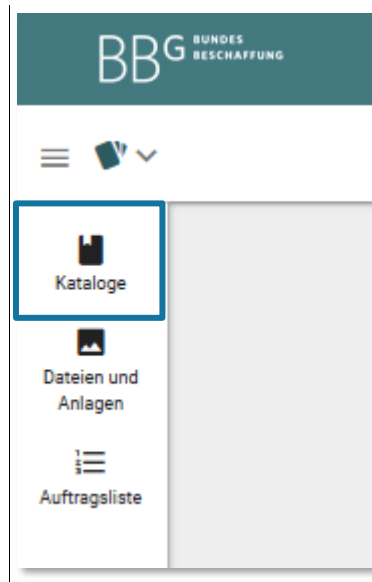 BBG BUNDES
BESCHAFFUNG
Kataloge
Dateien und
Anlagen
Auftragsliste